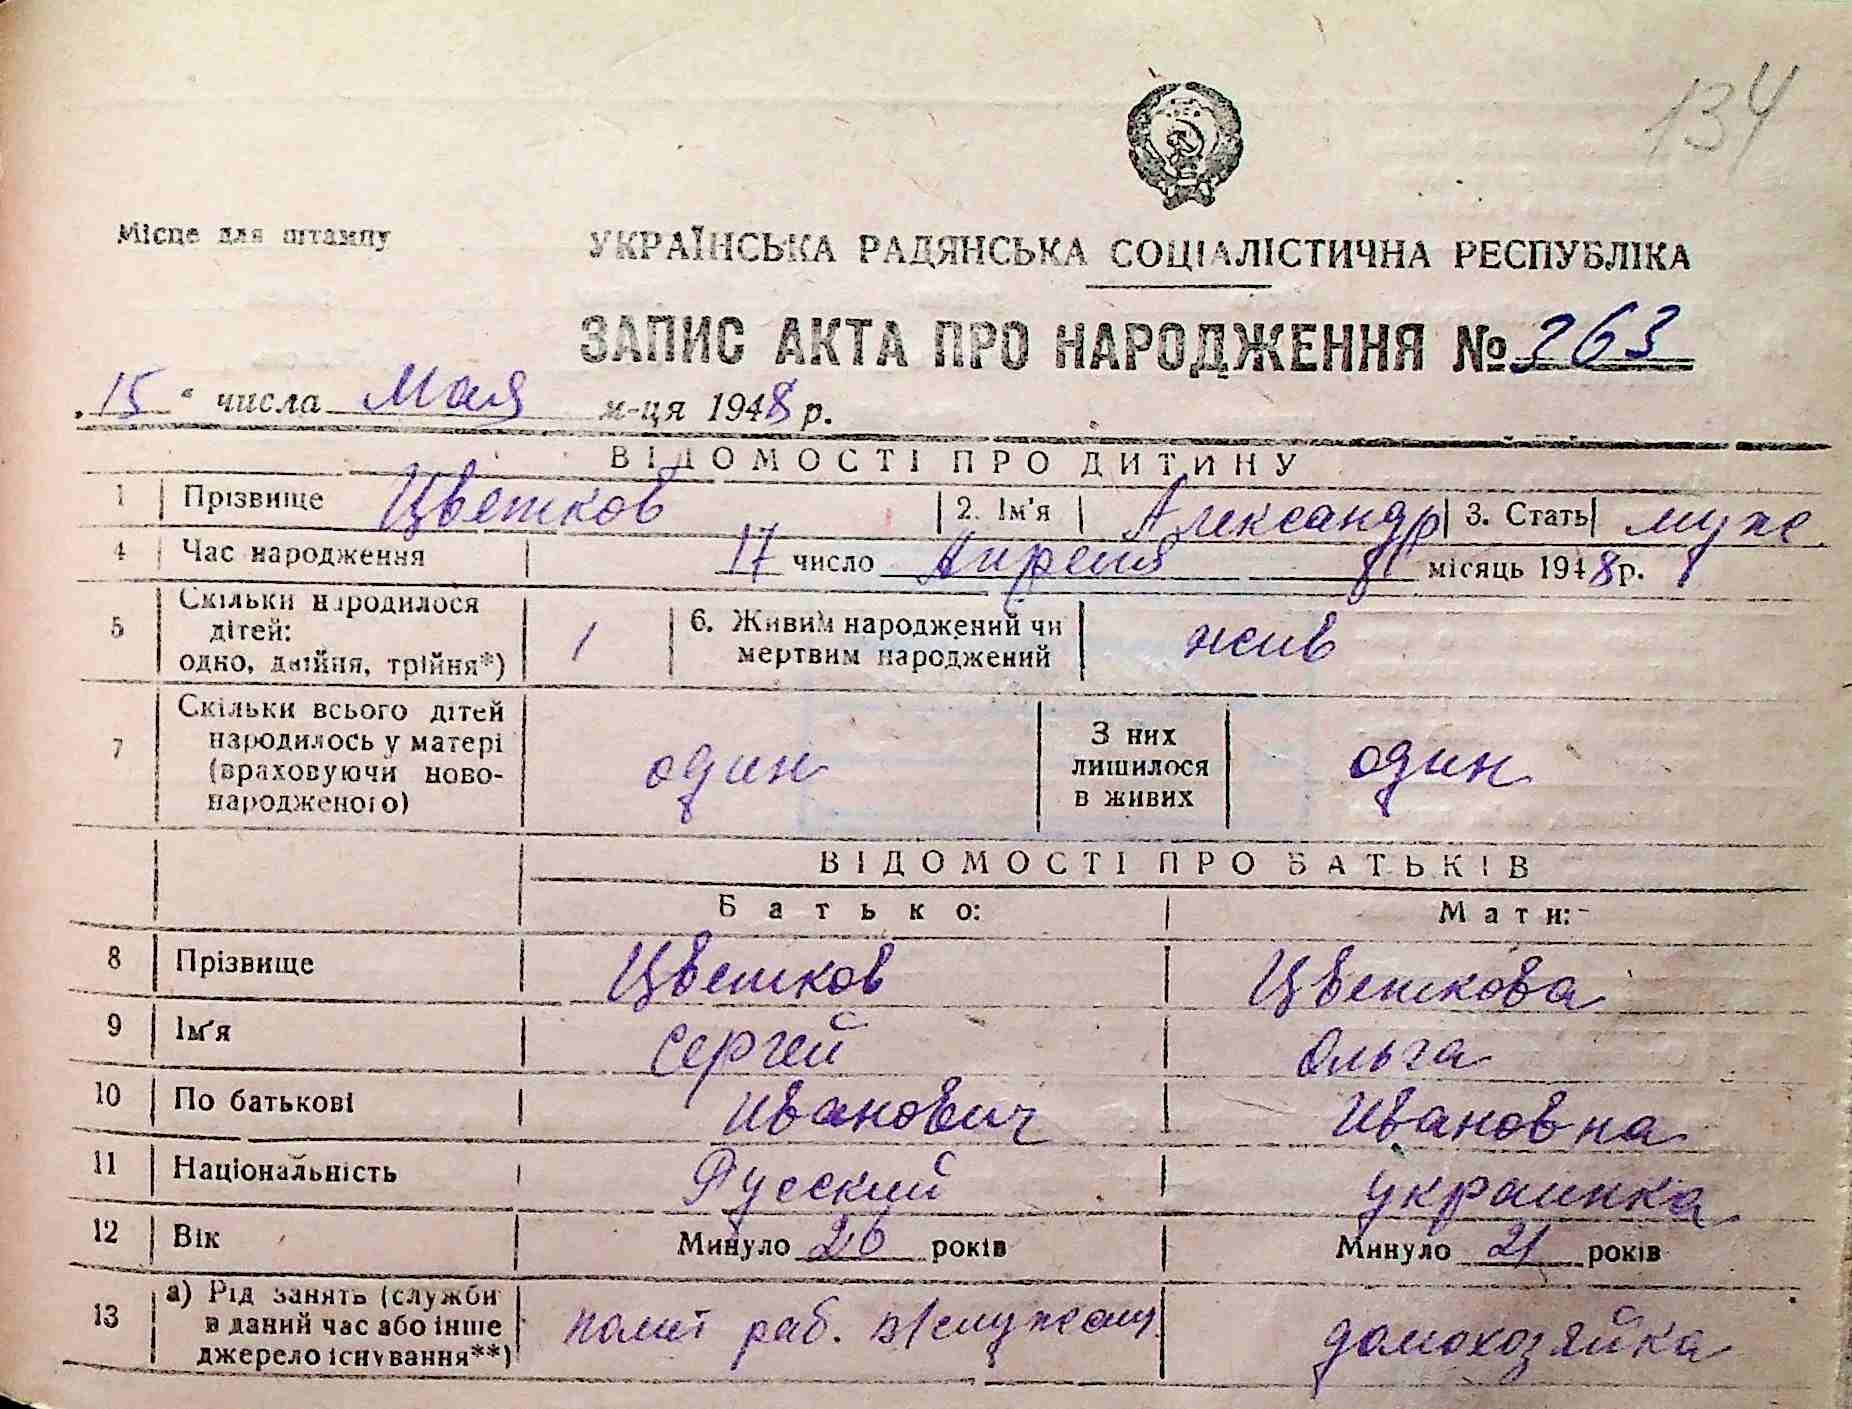 134
Місце для штампу
УКРАЇНСЬКА РАДЯНСЬКА СОЦІАЛІСТИЧНА РЕСПУБЛІКА
ЗАПИС АКТА ПРО НАРОДЖЕННЯ № 263
„15“ числа Мая м-ця 1948 р.
ВІДОМОСТІ ПРО ДИТИНУ
1 Прізвище Цветков 2. Ім'я Александр 3. Стать муж
4 Час народження 17 число Апреля місяць 1948 р.
5 Скільки народилося
дітей:
одно, двійня, трійня*) 1 6. Живим народжений чи
мертвим народжений жив
7 Скільки всього дітей
народилось у матері
(враховуючи ново-
народженого) один З них
лишилося
в живих один
ВІДОМОСТІ ПРО БАТЬКІВ
Батько: Мати:
8 Прізвище Цветков Цветкова
9 Ім'я Сергей Ольга
10 По батькові Иванович Ивановна
11 Національність Русский украинка
12 Вік Минуло 26 років Минуло 21 років
13 а) Рід занять (служби
в даний час або інше
джерело існування**) полит раб. в/служащ. домохозяйка